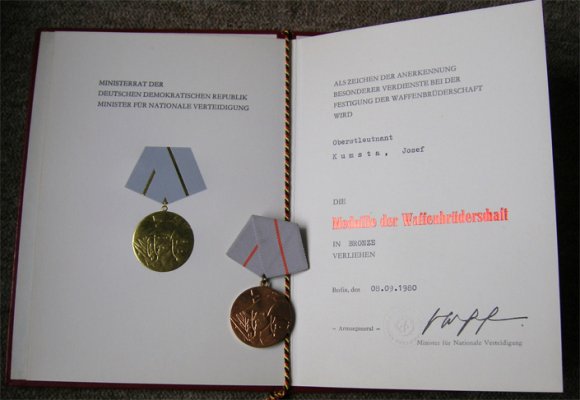 MINISTERRAT DER
DEUTSCHEN DEMOKRATISCHEN REPUBLIK
MINISTER FÜR NATIONALE VERTEIDIGUNG
ALS ZEICHEN DER ANERKENNUNG
BESONDERER VERDIENSTE BEI DER
FESTIGUNG DER WAFFENBRÜDERSCHAFT
WIRD
Oberstleutnant
K u m s t a , Josef
DIE
Medaille der Waffenbrüderschaft
IN BRONZE
VERLIEHEN
Berlin, den 08.09.1980
– Armeegeneral –
Minister für Nationale Verteidigung